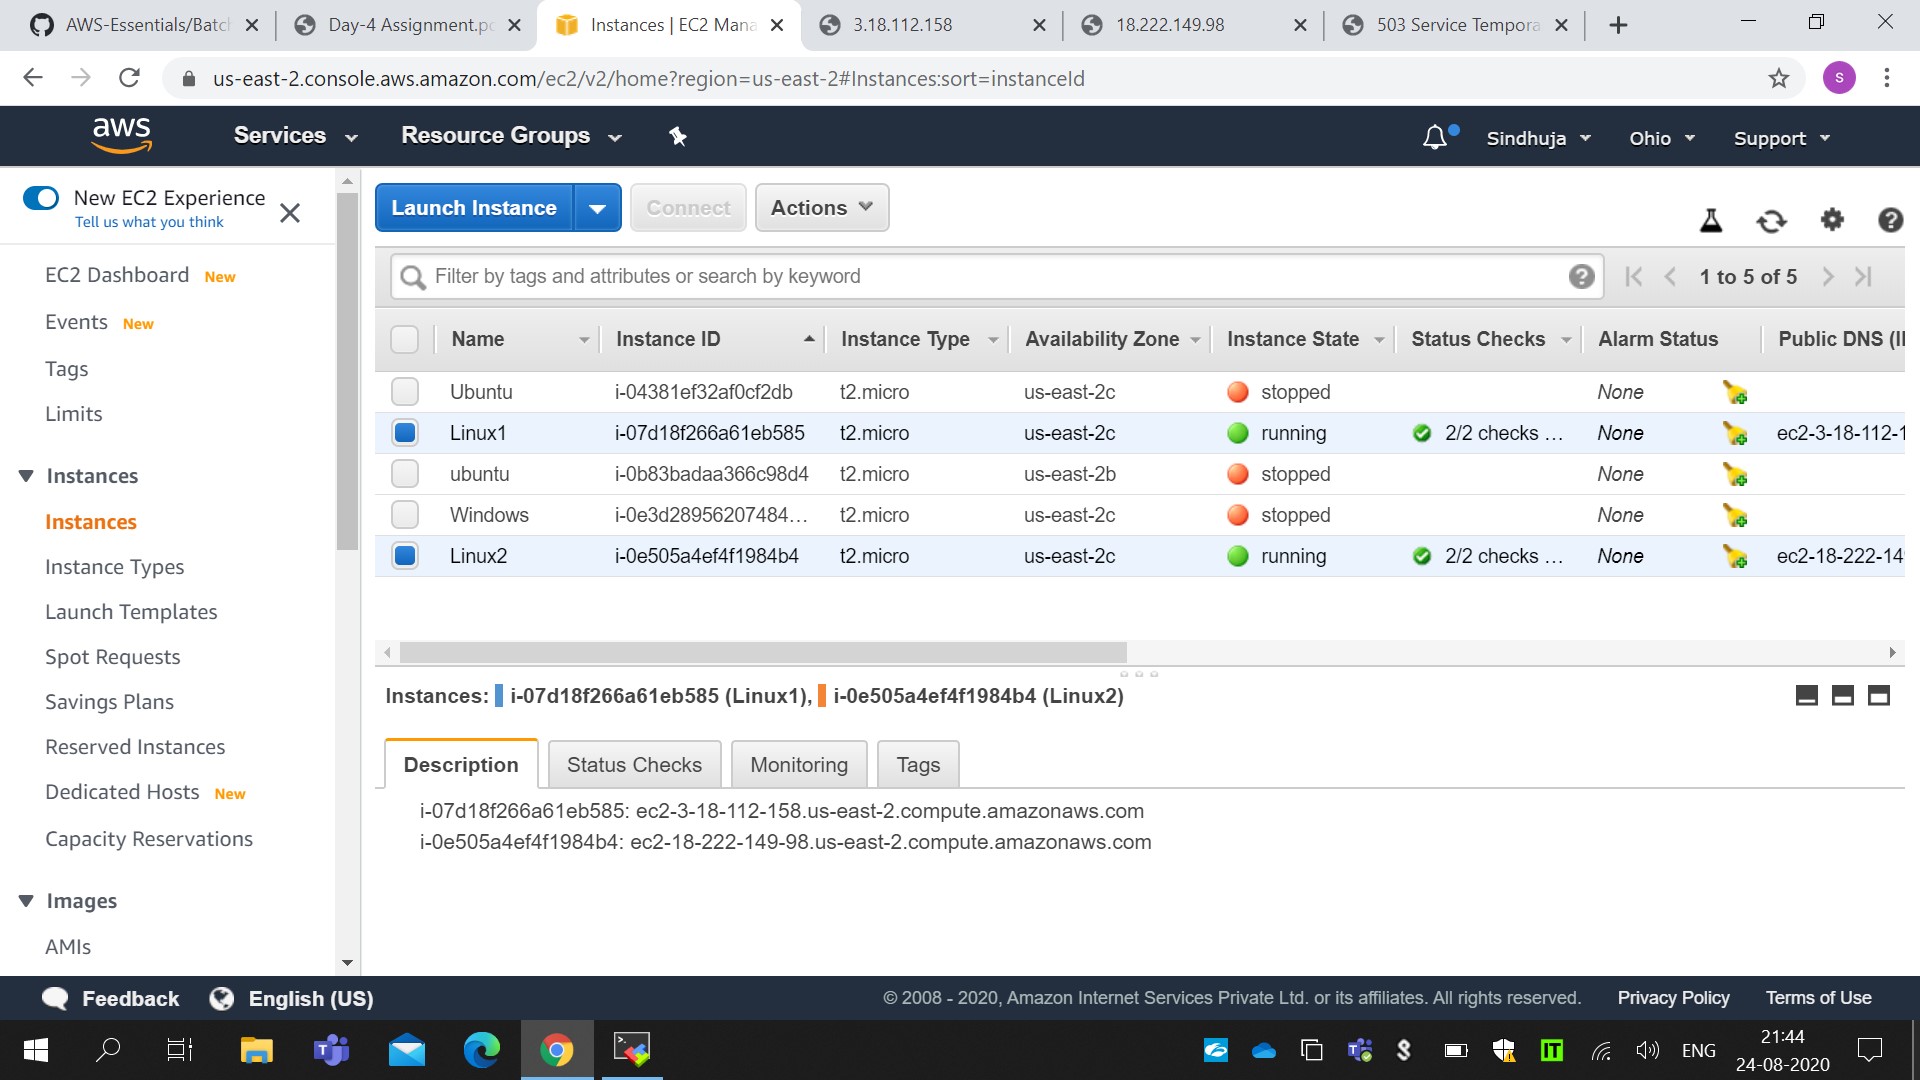 AWS-Essentials/Batch
Day-4 Assignment.pd
Instances | EC2 Mana
3.18.112.158
18.222.149.98
503 Service Tempora
us-east-2.console.aws.amazon.com/ec2/v2/home?region=us-east-2#Instances:sort=instanceId
s
aws
Services
Resource Groups
Sindhuja
Ohio
Support
New EC2 Experience
Tell us what you think
EC2 Dashboard New
Events New
Tags
Limits
Instances
Instances
Instance Types
Launch Templates
Spot Requests
Savings Plans
Reserved Instances
Dedicated Hosts New
Capacity Reservations
Images
AMIs
Launch Instance
Connect
Actions
Filter by tags and attributes or search by keyword
1 to 5 of 5
Name Instance ID Instance Type Availability Zone Instance State Status Checks Alarm Status Public DNS (I
Ubuntu i-04381ef32af0cf2db t2.micro us-east-2c stopped None
Linux1 i-07d18f266a61eb585 t2.micro us-east-2c running 2/2 checks ... None ec2-3-18-112-1
ubuntu i-0b83badaa366c98d4 t2.micro us-east-2b stopped None
Windows i-0e3d28956207484... t2.micro us-east-2c stopped None
Linux2 i-0e505a4ef4f1984b4 t2.micro us-east-2c running 2/2 checks ... None ec2-18-222-14
Instances: i-07d18f266a61eb585 (Linux1), i-0e505a4ef4f1984b4 (Linux2)
Description
Status Checks
Monitoring
Tags
i-07d18f266a61eb585: ec2-3-18-112-158.us-east-2.compute.amazonaws.com
i-0e505a4ef4f1984b4: ec2-18-222-149-98.us-east-2.compute.amazonaws.com
Feedback
English (US)
© 2008 - 2020, Amazon Internet Services Private Ltd. or its affiliates. All rights reserved.
Privacy Policy
Terms of Use
ENG
21:44
24-08-2020